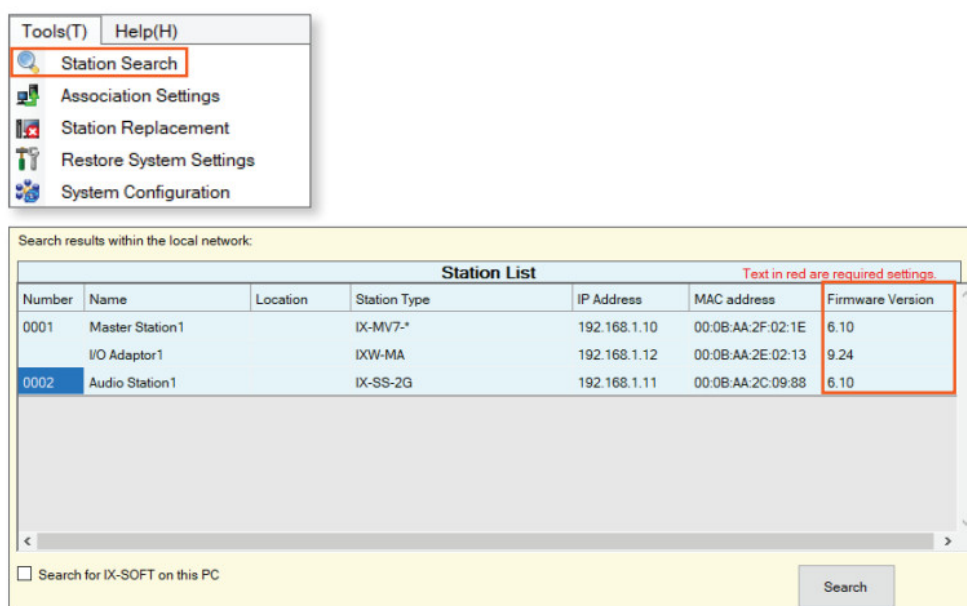 Tools(T) Help(H)
Station Search
Association Settings
Station Replacement
Restore System Settings
System Configuration
Search results within the local network:
Station List Text in red are required settings.
Number Name Location Station Type IP Address MAC address Firmware Version
0001 Master Station1 IX-MV7-* 192.168.1.10 00:0B:AA:2F:02:1E 6.10
I/O Adaptor1 IXW-MA 192.168.1.12 00:0B:AA:2E:02:13 9.24
0002 Audio Station1 IX-SS-2G 192.168.1.11 00:0B:AA:2C:09:88 6.10
Search for IX-SOFT on this PC
Search